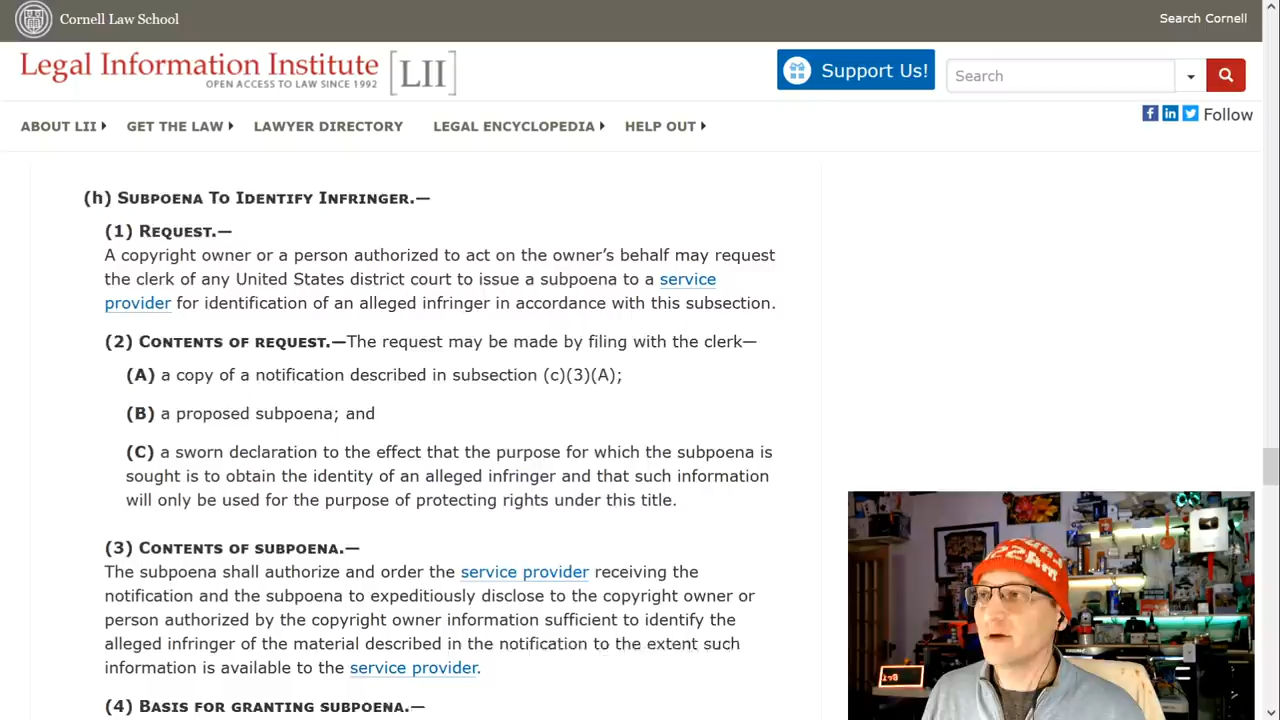 Cornell Law School
Search Cornell
Legal Information Institute [LII]
OPEN ACCESS TO LAW SINCE 1992
Support Us!
Search
ABOUT LII
GET THE LAW
LAWYER DIRECTORY
LEGAL ENCYCLOPEDIA
HELP OUT
Follow
(h) SUBPOENA TO IDENTIFY INFRINGER.—
(1) REQUEST.—
A copyright owner or a person authorized to act on the owner’s behalf may request
the clerk of any United States district court to issue a subpoena to a service
provider for identification of an alleged infringer in accordance with this subsection.
(2) CONTENTS OF REQUEST.—The request may be made by filing with the clerk—
(A) a copy of a notification described in subsection (c)(3)(A);
(B) a proposed subpoena; and
(C) a sworn declaration to the effect that the purpose for which the subpoena is
sought is to obtain the identity of an alleged infringer and that such information
will only be used for the purpose of protecting rights under this title.
(3) CONTENTS OF SUBPOENA.—
The subpoena shall authorize and order the service provider receiving the
notification and the subpoena to expeditiously disclose to the copyright owner or
person authorized by the copyright owner information sufficient to identify the
alleged infringer of the material described in the notification to the extent such
information is available to the service provider.
(4) BASIS FOR GRANTING SUBPOENA.—